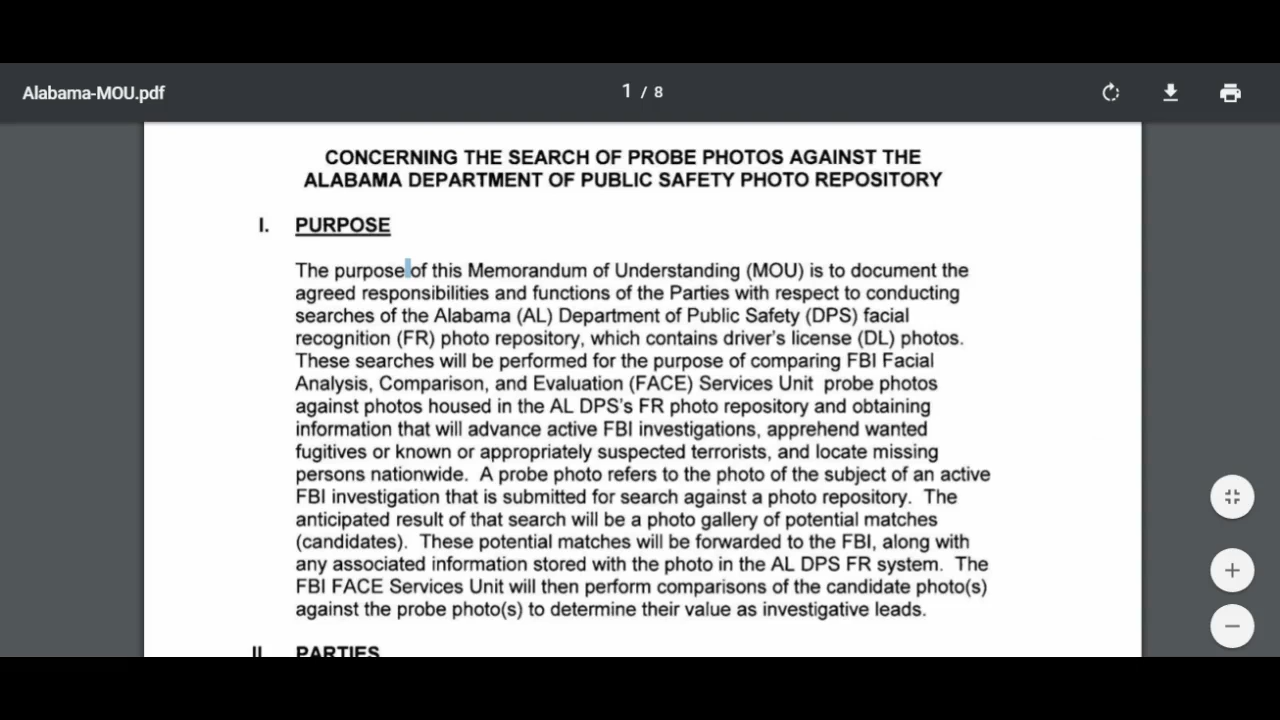 Alabama-MOU.pdf
1 / 8
CONCERNING THE SEARCH OF PROBE PHOTOS AGAINST THE
ALABAMA DEPARTMENT OF PUBLIC SAFETY PHOTO REPOSITORY
I. PURPOSE
The purpose of this Memorandum of Understanding (MOU) is to document the
agreed responsibilities and functions of the Parties with respect to conducting
searches of the Alabama (AL) Department of Public Safety (DPS) facial
recognition (FR) photo repository, which contains driver's license (DL) photos.
These searches will be performed for the purpose of comparing FBI Facial
Analysis, Comparison, and Evaluation (FACE) Services Unit probe photos
against photos housed in the AL DPS's FR photo repository and obtaining
information that will advance active FBI investigations, apprehend wanted
fugitives or known or appropriately suspected terrorists, and locate missing
persons nationwide. A probe photo refers to the photo of the subject of an active
FBI investigation that is submitted for search against a photo repository. The
anticipated result of that search will be a photo gallery of potential matches
(candidates). These potential matches will be forwarded to the FBI, along with
any associated information stored with the photo in the AL DPS FR system. The
FBI FACE Services Unit will then perform comparisons of the candidate photo(s)
against the probe photo(s) to determine their value as investigative leads.
II. PARTIES